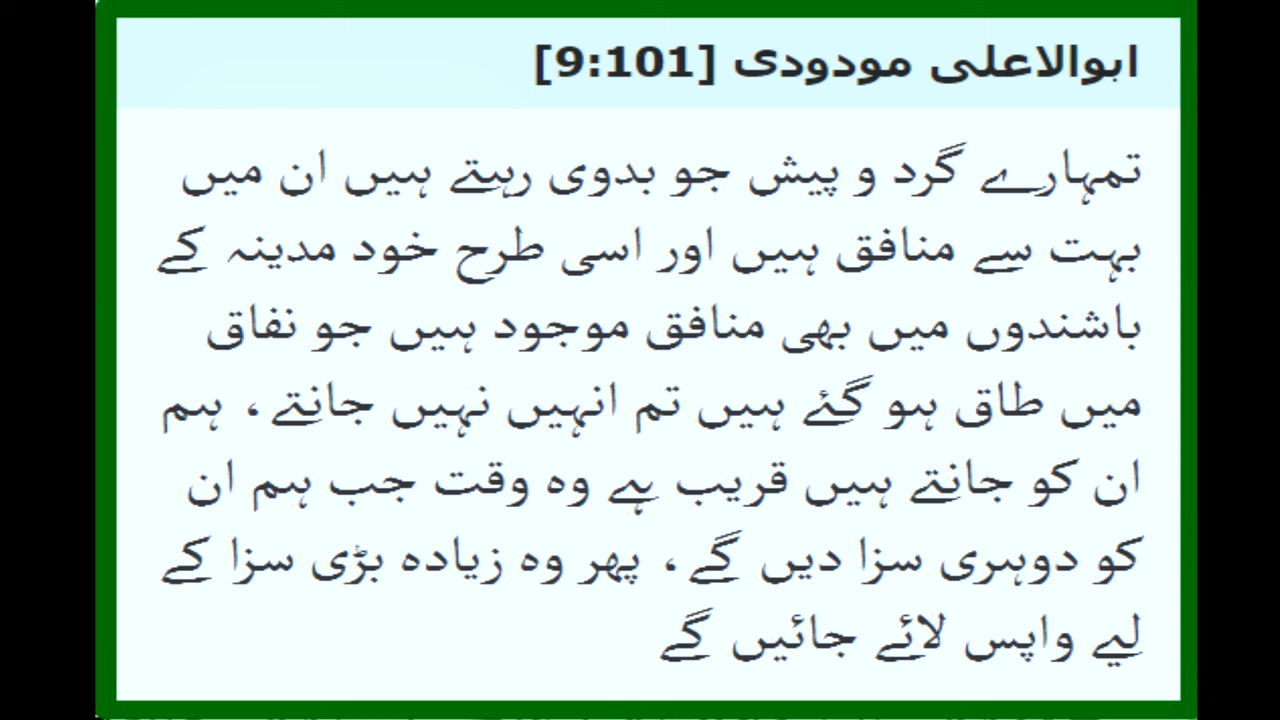 ابوالاعلی مودودی [9:101]
تمہارے گرد و پیش جو بدوی رہتے ہیں ان میں
بہت سے منافق ہیں اور اسی طرح خود مدینہ کے
باشندوں میں بھی منافق موجود ہیں جو نفاق
میں طاق ہو گئے ہیں تم انہیں نہیں جانتے، ہم
ان کو جانتے ہیں قریب ہے وہ وقت جب ہم ان
کو دوہری سزا دیں گے، پھر وہ زیادہ بڑی سزا کے
لیے واپس لائے جائیں گے